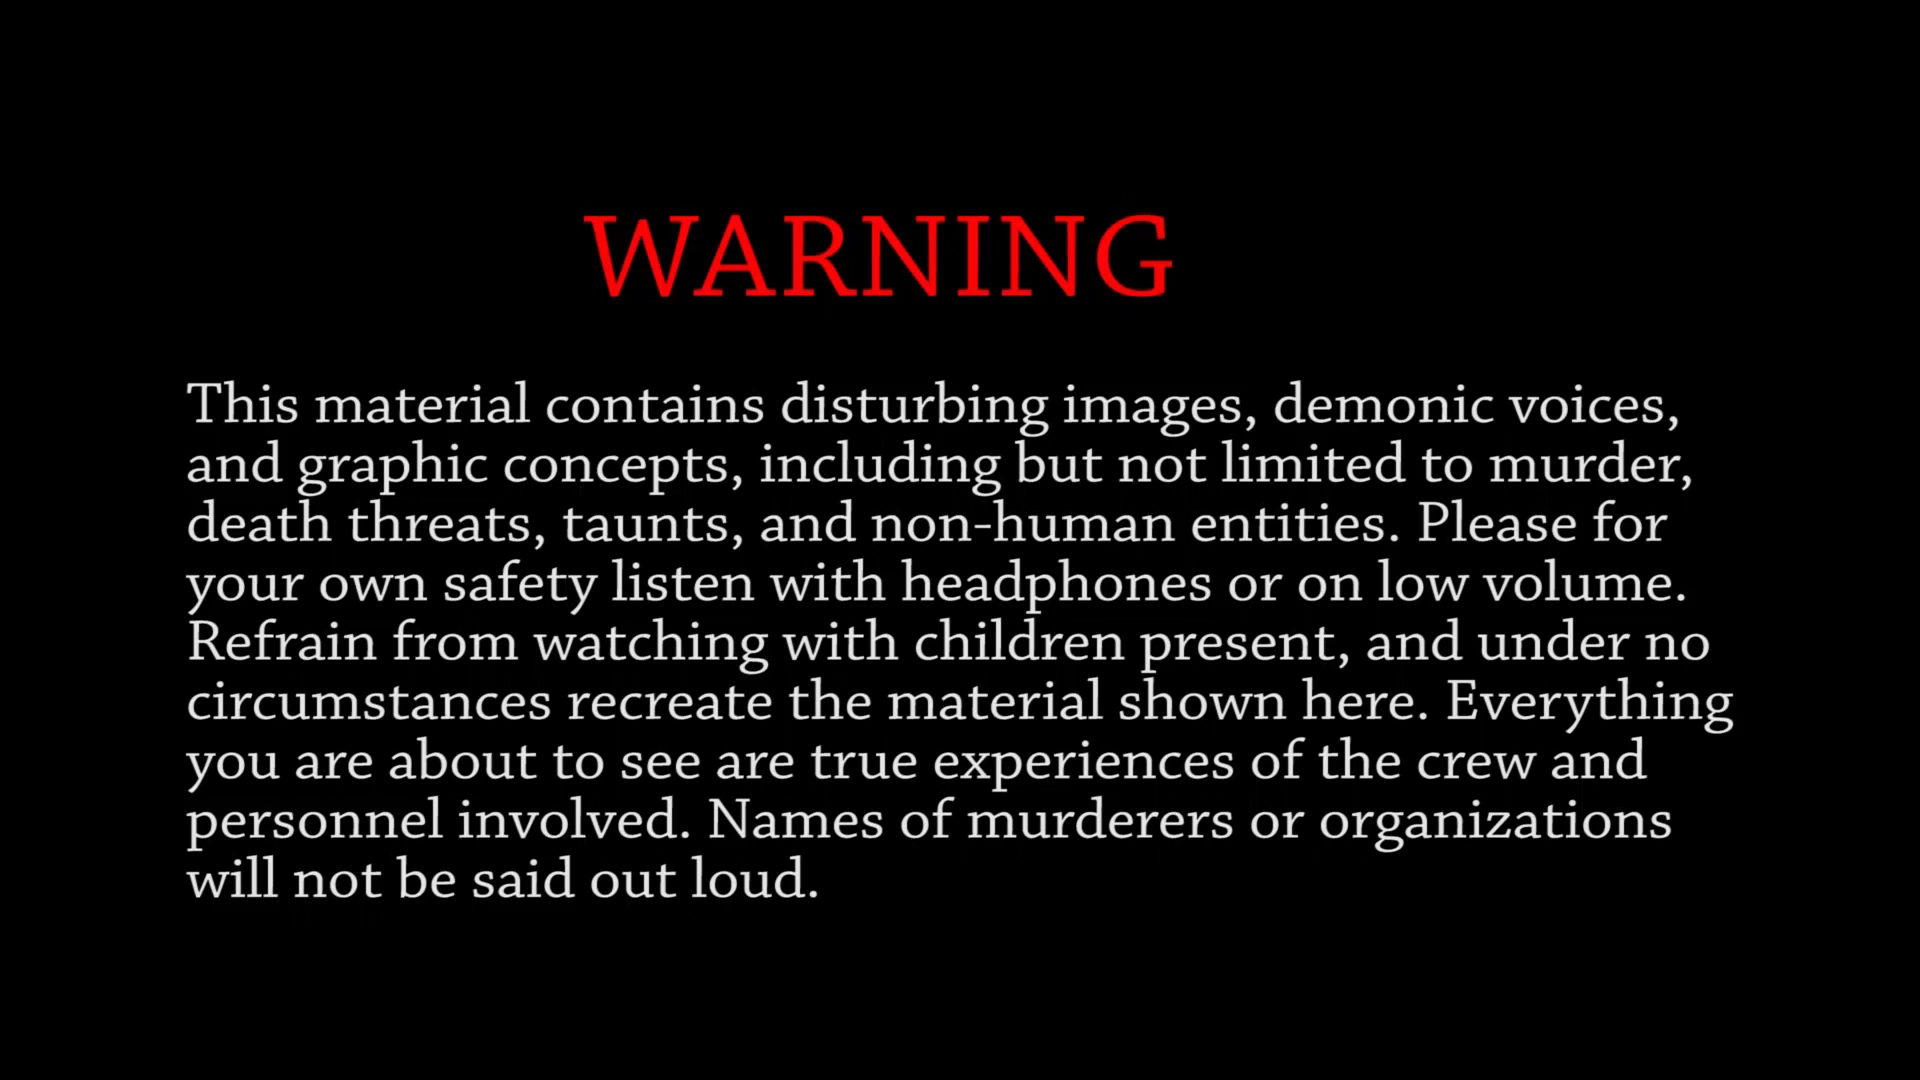 WARNING
This material contains disturbing images, demonic voices,
and graphic concepts, including but not limited to murder,
death threats, taunts, and non-human entities. Please for
your own safety listen with headphones or on low volume.
Refrain from watching with children present, and under no
circumstances recreate the material shown here. Everything
you are about to see are true experiences of the crew and
personnel involved. Names of murderers or organizations
will not be said out loud.